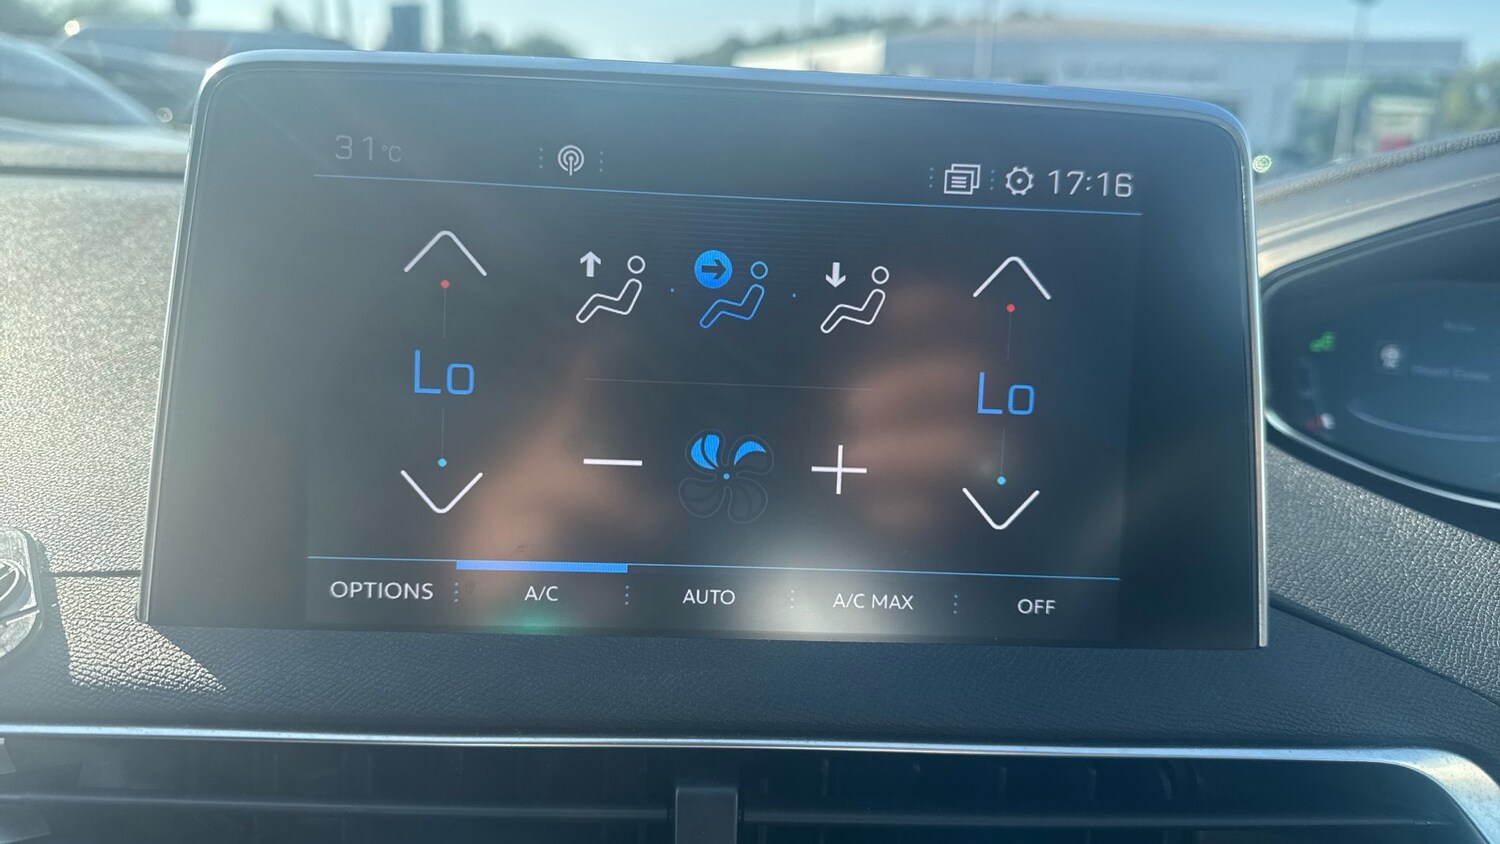 31°C
17:16
Lo
Lo
OPTIONS
A/C
AUTO
A/C MAX
OFF